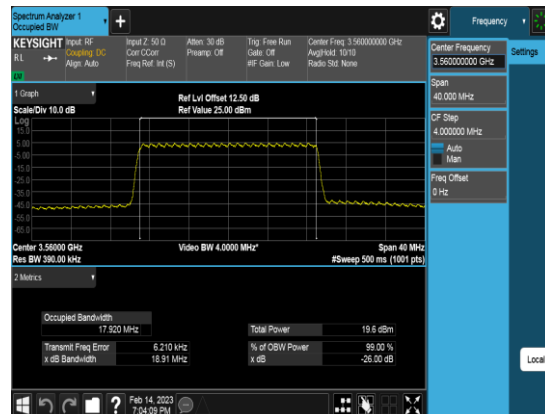 Spectrum Analyzer 1
Occupied BW
Frequency
KEYSIGHT
Input: RF
Coupling: DC
Align: Auto
RL
LW
Input Z: 50 Ω
Corr CCorr
Freq Ref: Int (S)
Atten: 30 dB
Preamp: Off
Trig: Free Run
Gate: Off
#IF Gain: Low
Center Freq: 3.560000000 GHz
Avg|Hold: 10/10
Radio Std: None
Center Frequency
3.560000000 GHz
Settings
Span
40.000 MHz
CF Step
4.000000 MHz
Auto
Man
Freq Offset
0 Hz
1 Graph
Scale/Div 10.0 dB
Ref Lvl Offset 12.50 dB
Ref Value 25.00 dBm
Log
15.0
5.00
-5.00
-15.0
-25.0
-35.0
-45.0
-55.0
-65.0
Center 3.56000 GHz
Res BW 390.00 kHz
Video BW 4.0000 MHz*
Span 40 MHz
#Sweep 500 ms (1001 pts)
2 Metrics
Occupied Bandwidth
17.920 MHz
Total Power
19.6 dBm
Transmit Freq Error
6.210 kHz
% of OBW Power
99.00 %
x dB Bandwidth
18.91 MHz
x dB
-26.00 dB
Local
Feb 14, 2023
7:04:09 PM